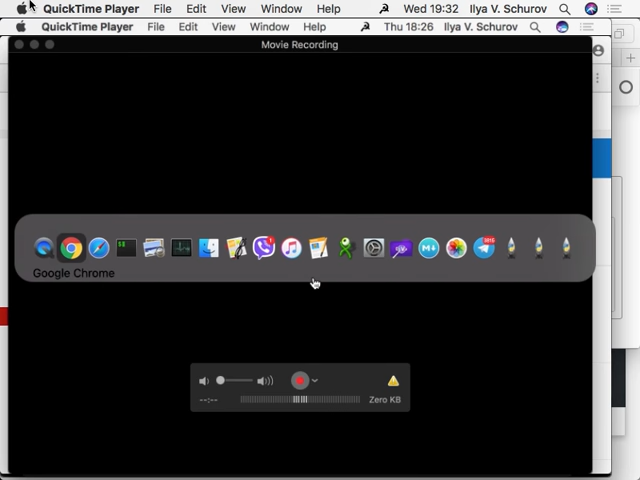 QuickTime Player File Edit View Window Help Wed 19:32 Ilya V. Schurov
QuickTime Player File Edit View Window Help Thu 18:26 Ilya V. Schurov
Movie Recording
Google Chrome
--:-- Zero KB